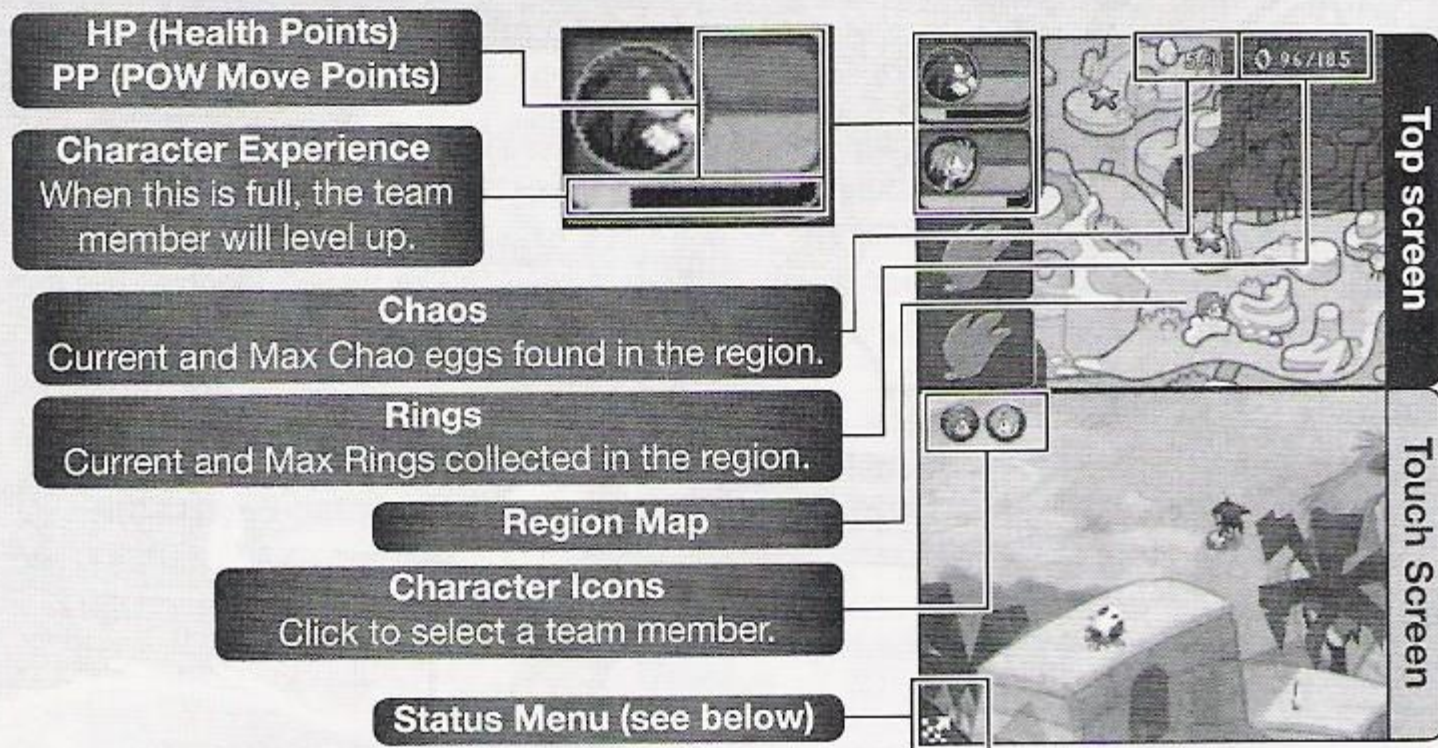 HP (Health Points)
PP (POW Move Points)
Character Experience
When this is full, the team
member will level up.
Chaos
Current and Max Chao eggs found in the region.
Rings
Current and Max Rings collected in the region.
Region Map
Character Icons
Click to select a team member.
Status Menu (see below)
96/185
Top screen
Touch Screen